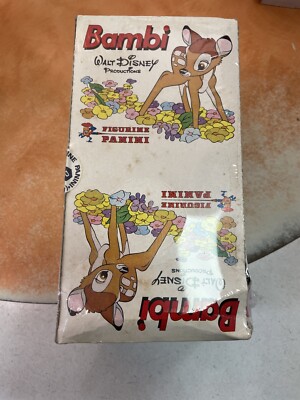 Bambi
WALT DISNEY
PRODUCTIONS
FIGURINE
PANINI
FIGURINE
PANINI
WALT DISNEY
PRODUCTIONS
Bambi